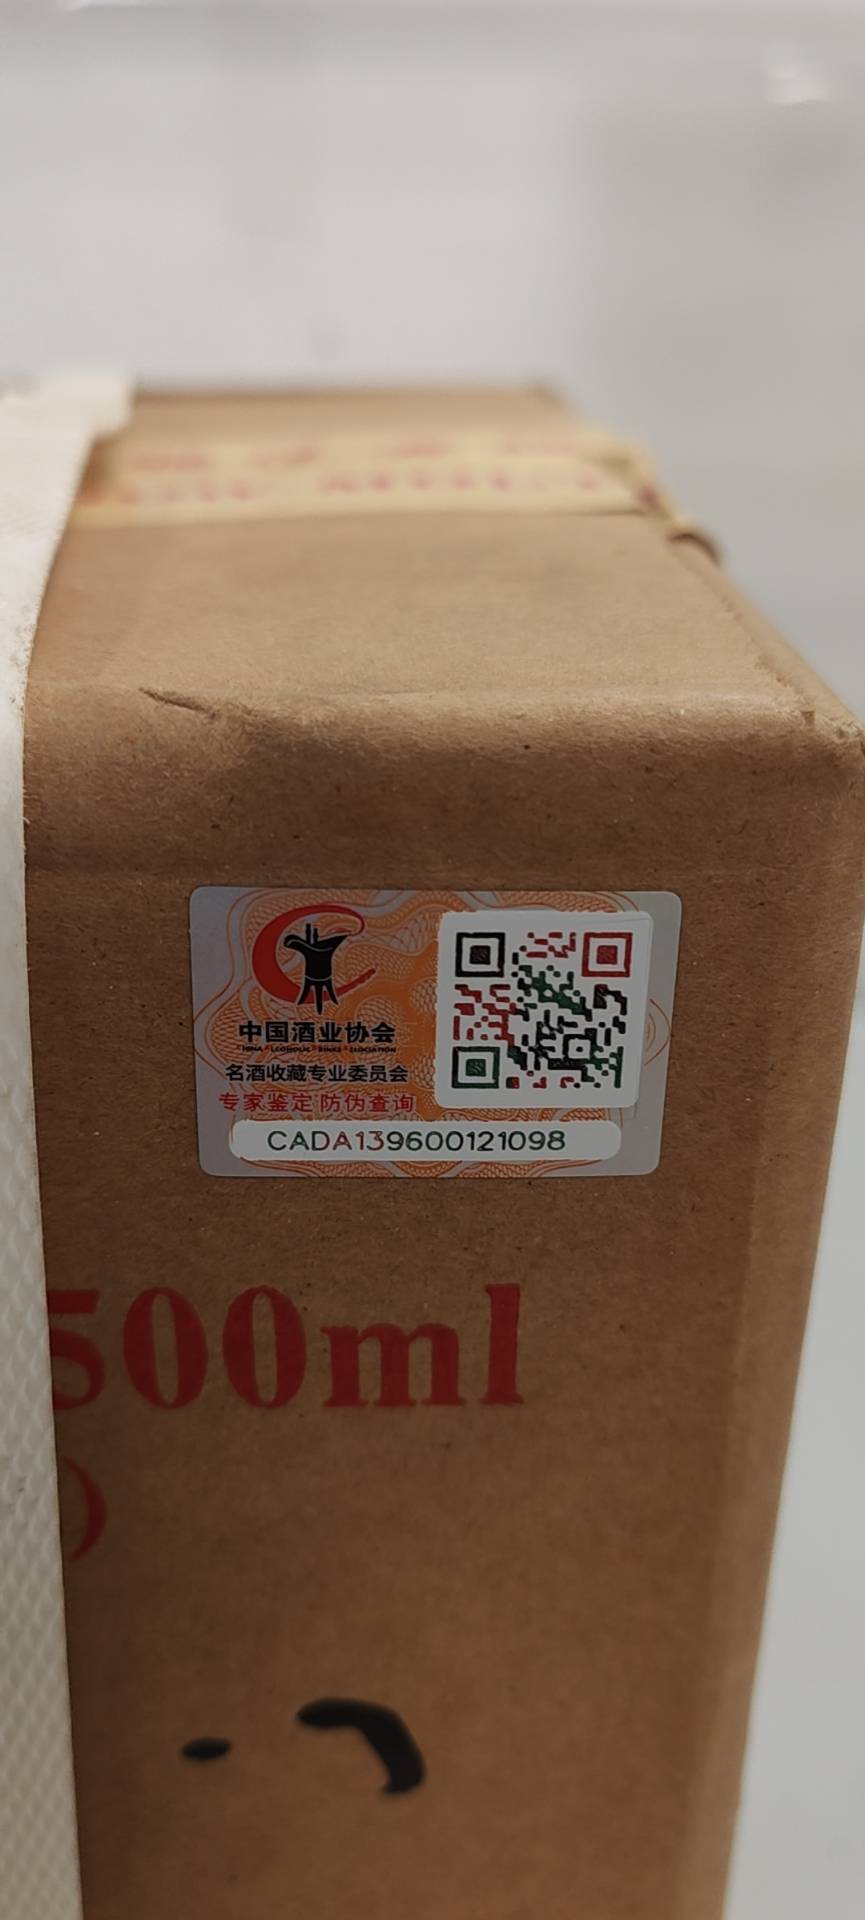 中国酒业协会
名酒收藏专业委员会
专家鉴定 防伪查询
CADA139600121098
500ml
)